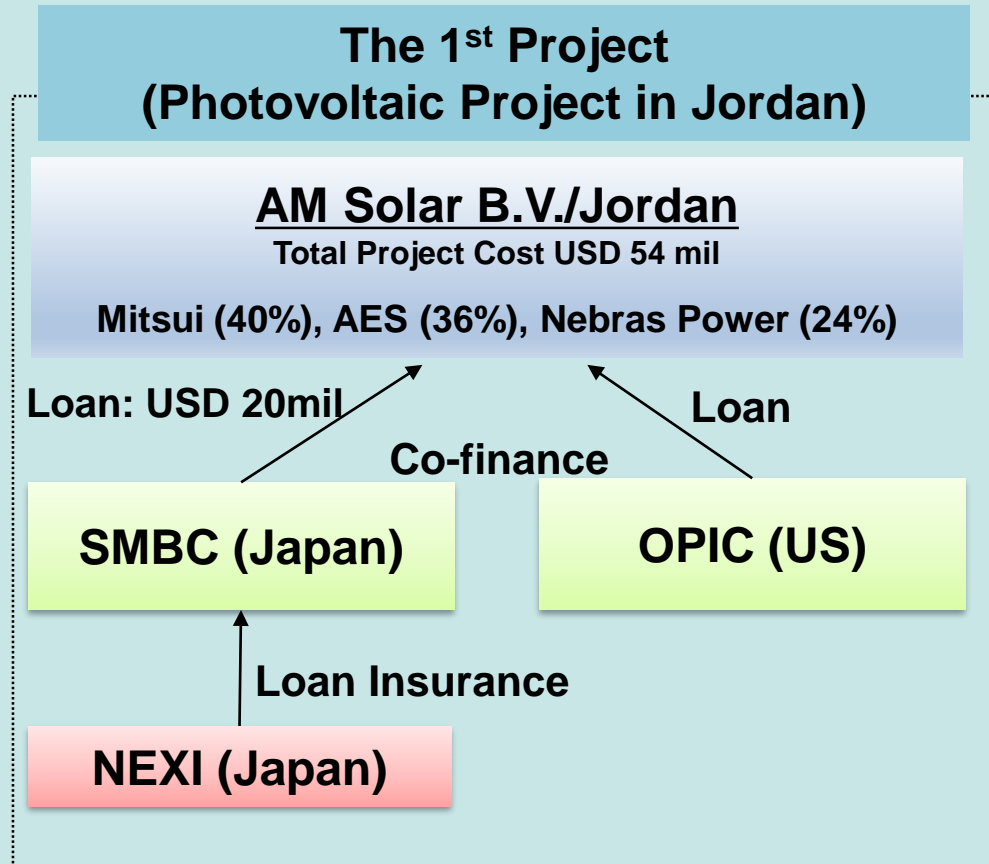 The 1st Project
(Photovoltaic Project in Jordan)
AM Solar B.V./Jordan
Total Project Cost USD 54 mil
Mitsui (40%), AES (36%), Nebras Power (24%)
Loan: USD 20mil
Loan
Co-finance
SMBC (Japan)
OPIC (US)
Loan Insurance
NEXI (Japan)